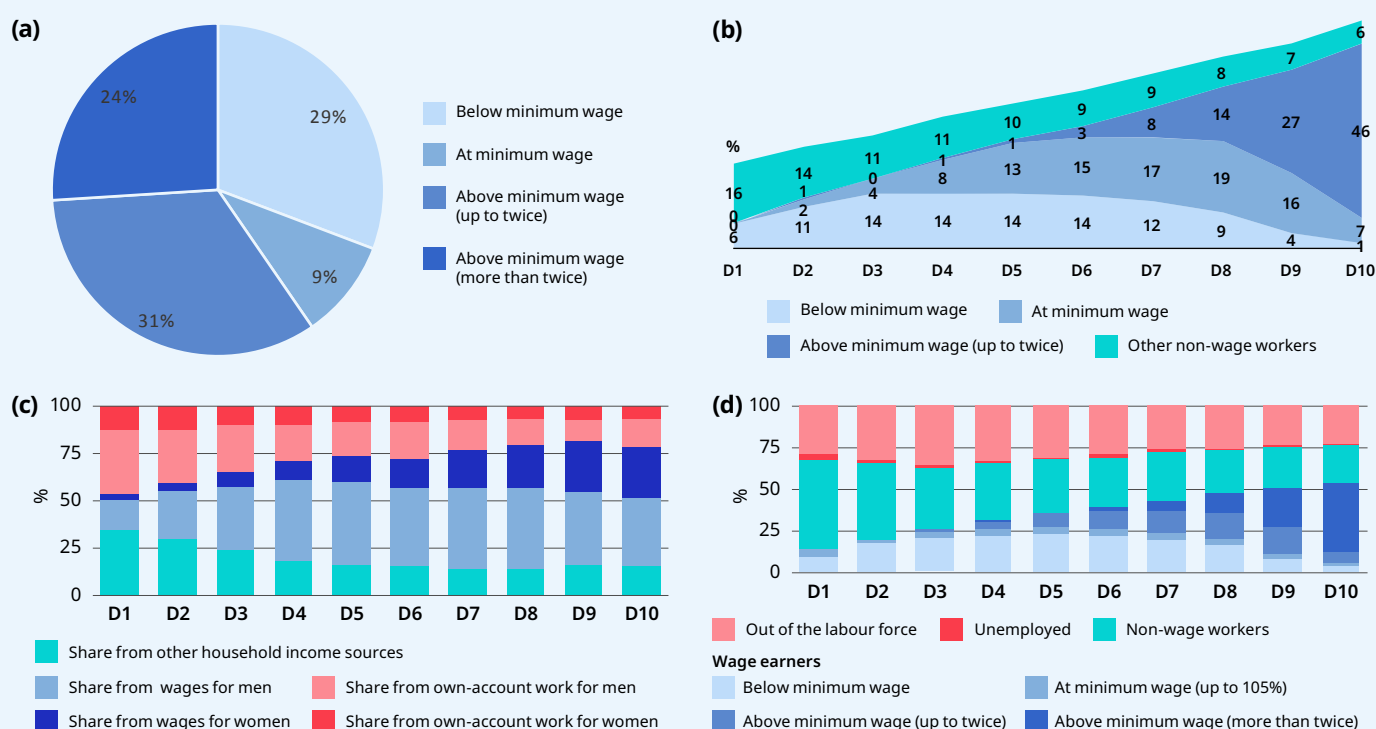 (a)
24%
29%
9%
31%
Below minimum wage
At minimum wage
Above minimum wage
(up to twice)
Above minimum wage
(more than twice)
(b)
%
16
0
0
6
14
1
2
11
11
0
4
14
11
1
8
14
10
1
13
14
9
3
15
14
9
8
17
12
8
14
19
9
7
27
16
4
6
46
7
1
D1 D2 D3 D4 D5 D6 D7 D8 D9 D10
Below minimum wage At minimum wage
Above minimum wage (up to twice) Other non-wage workers
(c)
100
75
50
25
0
%
D1 D2 D3 D4 D5 D6 D7 D8 D9 D10
Share from other household income sources
Share from wages for men Share from own-account work for men
Share from wages for women Share from own-account work for women
(d)
100
75
50
25
0
%
D1 D2 D3 D4 D5 D6 D7 D8 D9 D10
Out of the labour force Unemployed Non-wage workers
Wage earners
Below minimum wage At minimum wage (up to 105%)
Above minimum wage (up to twice) Above minimum wage (more than twice)